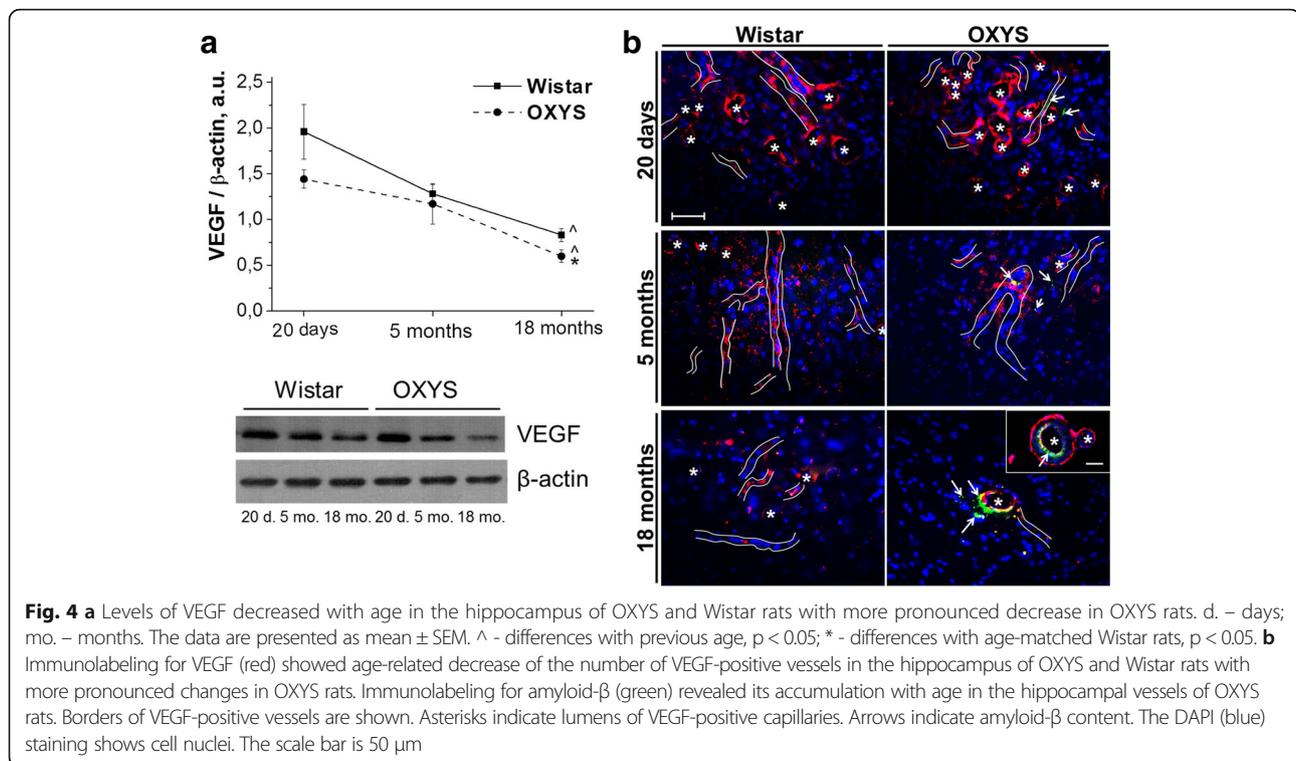 a
VEGF / β-actin, a.u.
2,5
2,0
1,5
1,0
0,5
0,0
20 days
5 months
18 months
Wistar
OXYS
^
^
*
Wistar OXYS
VEGF
β-actin
20 d. 5 mo. 18 mo. 20 d. 5 mo. 18 mo.
b
Wistar OXYS
20 days
5 months
18 months
Fig. 4 a Levels of VEGF decreased with age in the hippocampus of OXYS and Wistar rats with more pronounced decrease in OXYS rats. d. – days;
mo. – months. The data are presented as mean ± SEM. ^ - differences with previous age, p < 0.05; * - differences with age-matched Wistar rats, p < 0.05. b
Immunolabeling for VEGF (red) showed age-related decrease of the number of VEGF-positive vessels in the hippocampus of OXYS and Wistar rats with
more pronounced changes in OXYS rats. Immunolabeling for amyloid-β (green) revealed its accumulation with age in the hippocampal vessels of OXYS
rats. Borders of VEGF-positive vessels are shown. Asterisks indicate lumens of VEGF-positive capillaries. Arrows indicate amyloid-β content. The DAPI (blue)
staining shows cell nuclei. The scale bar is 50 μm